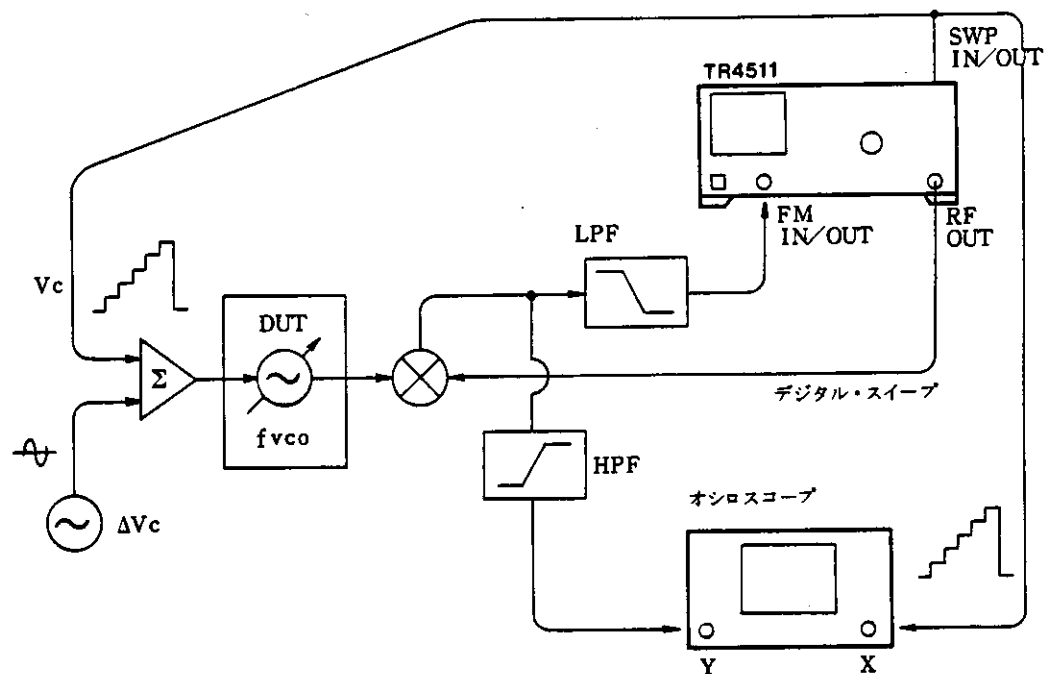 SWP
IN/OUT
TR4511
FM
IN/OUT
RF
OUT
LPF
Vc
DUT
Σ
fvco
デジタル・スイープ
HPF
オシロスコープ
ΔVc
Y
X